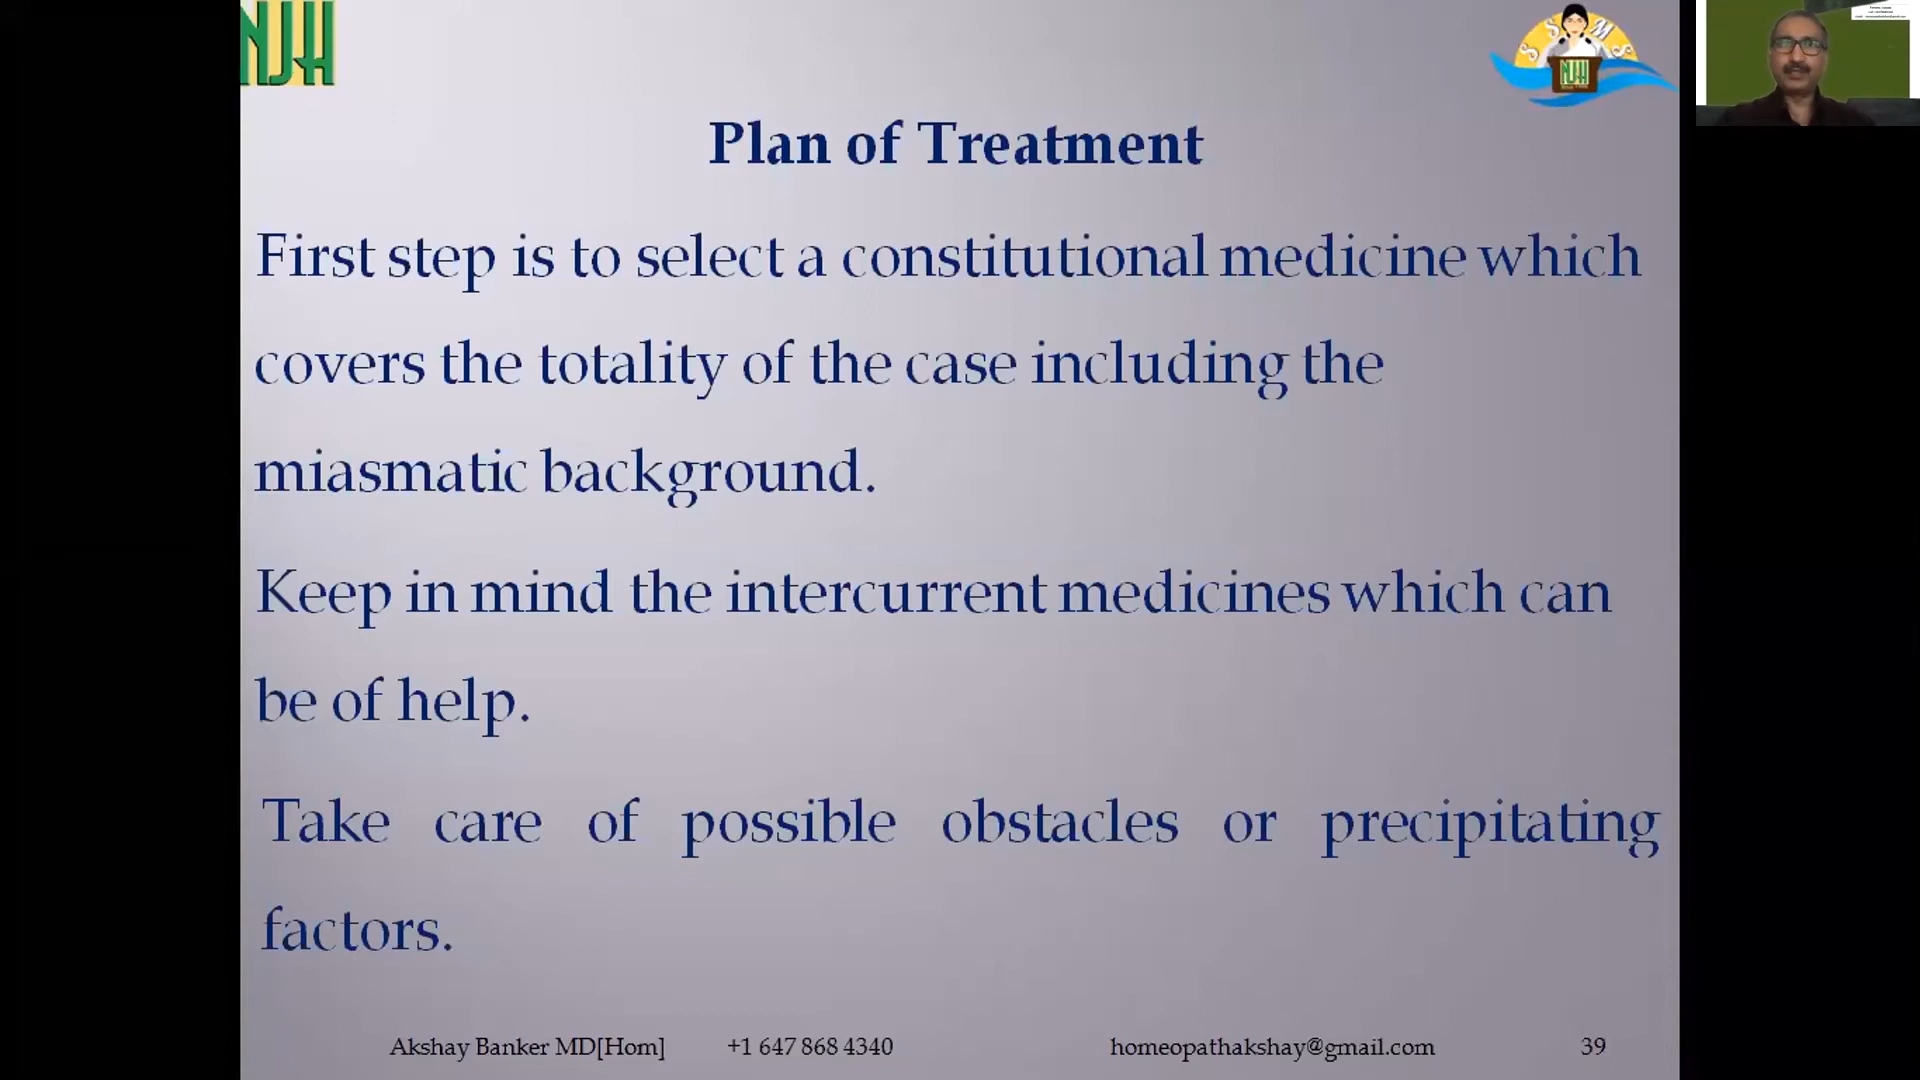 NJH
S S M S
NJH
Plan of Treatment
First step is to select a constitutional medicine which
covers the totality of the case including the
miasmatic background.
Keep in mind the intercurrent medicines which can
be of help.
Take care of possible obstacles or precipitating
factors.
Akshay Banker MD[Hom] +1 647 868 4340 homeopathakshay@gmail.com 39